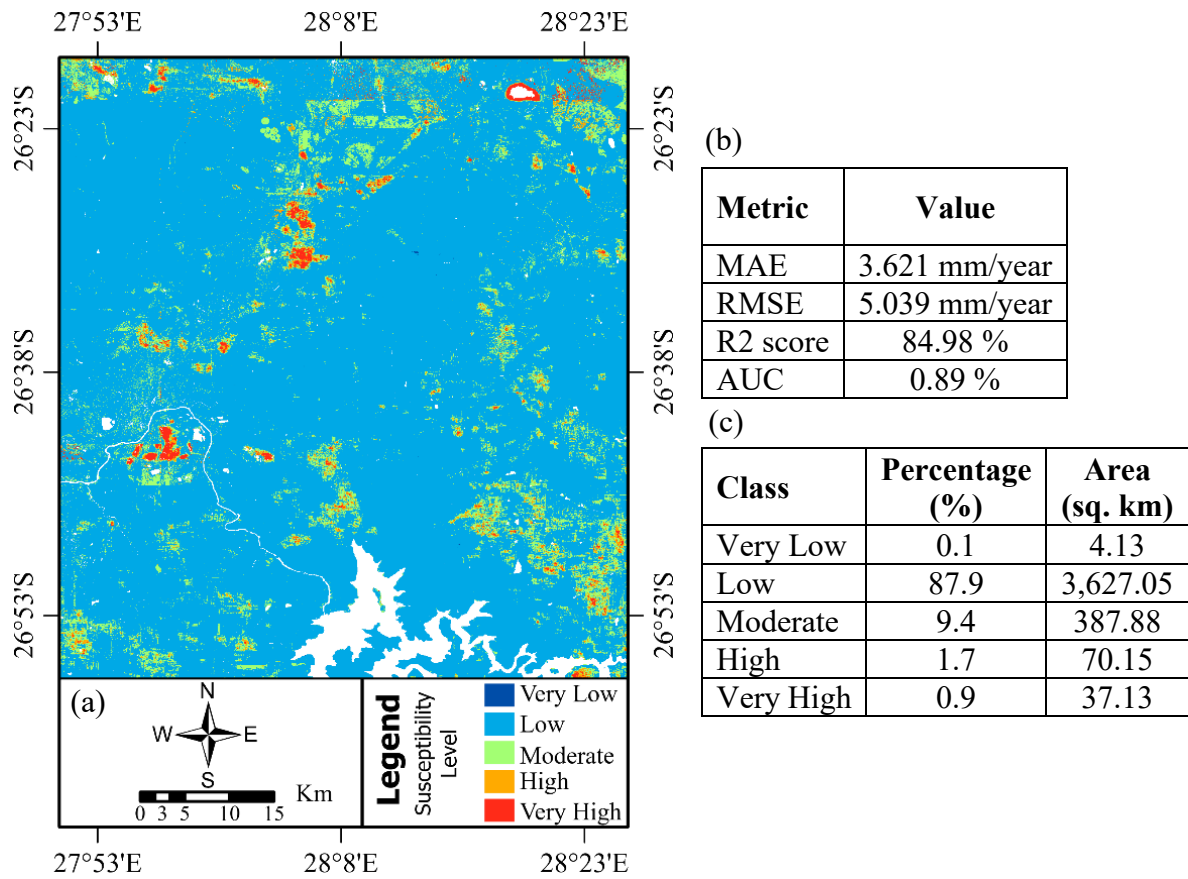 27°53'E 28°8'E 28°23'E
26°23'S 26°23'S
26°38'S 26°38'S
26°53'S 26°53'S
(a)
N
W E
S
Km
0 3 5 10 15
Legend
Susceptibility
Level
Very Low
Low
Moderate
High
Very High
27°53'E 28°8'E 28°23'E
(b)
Metric Value
MAE 3.621 mm/year
RMSE 5.039 mm/year
R2 score 84.98 %
AUC 0.89 %
(c)
Class Percentage (%) Area (sq. km)
Very Low 0.1 4.13
Low 87.9 3,627.05
Moderate 9.4 387.88
High 1.7 70.15
Very High 0.9 37.13